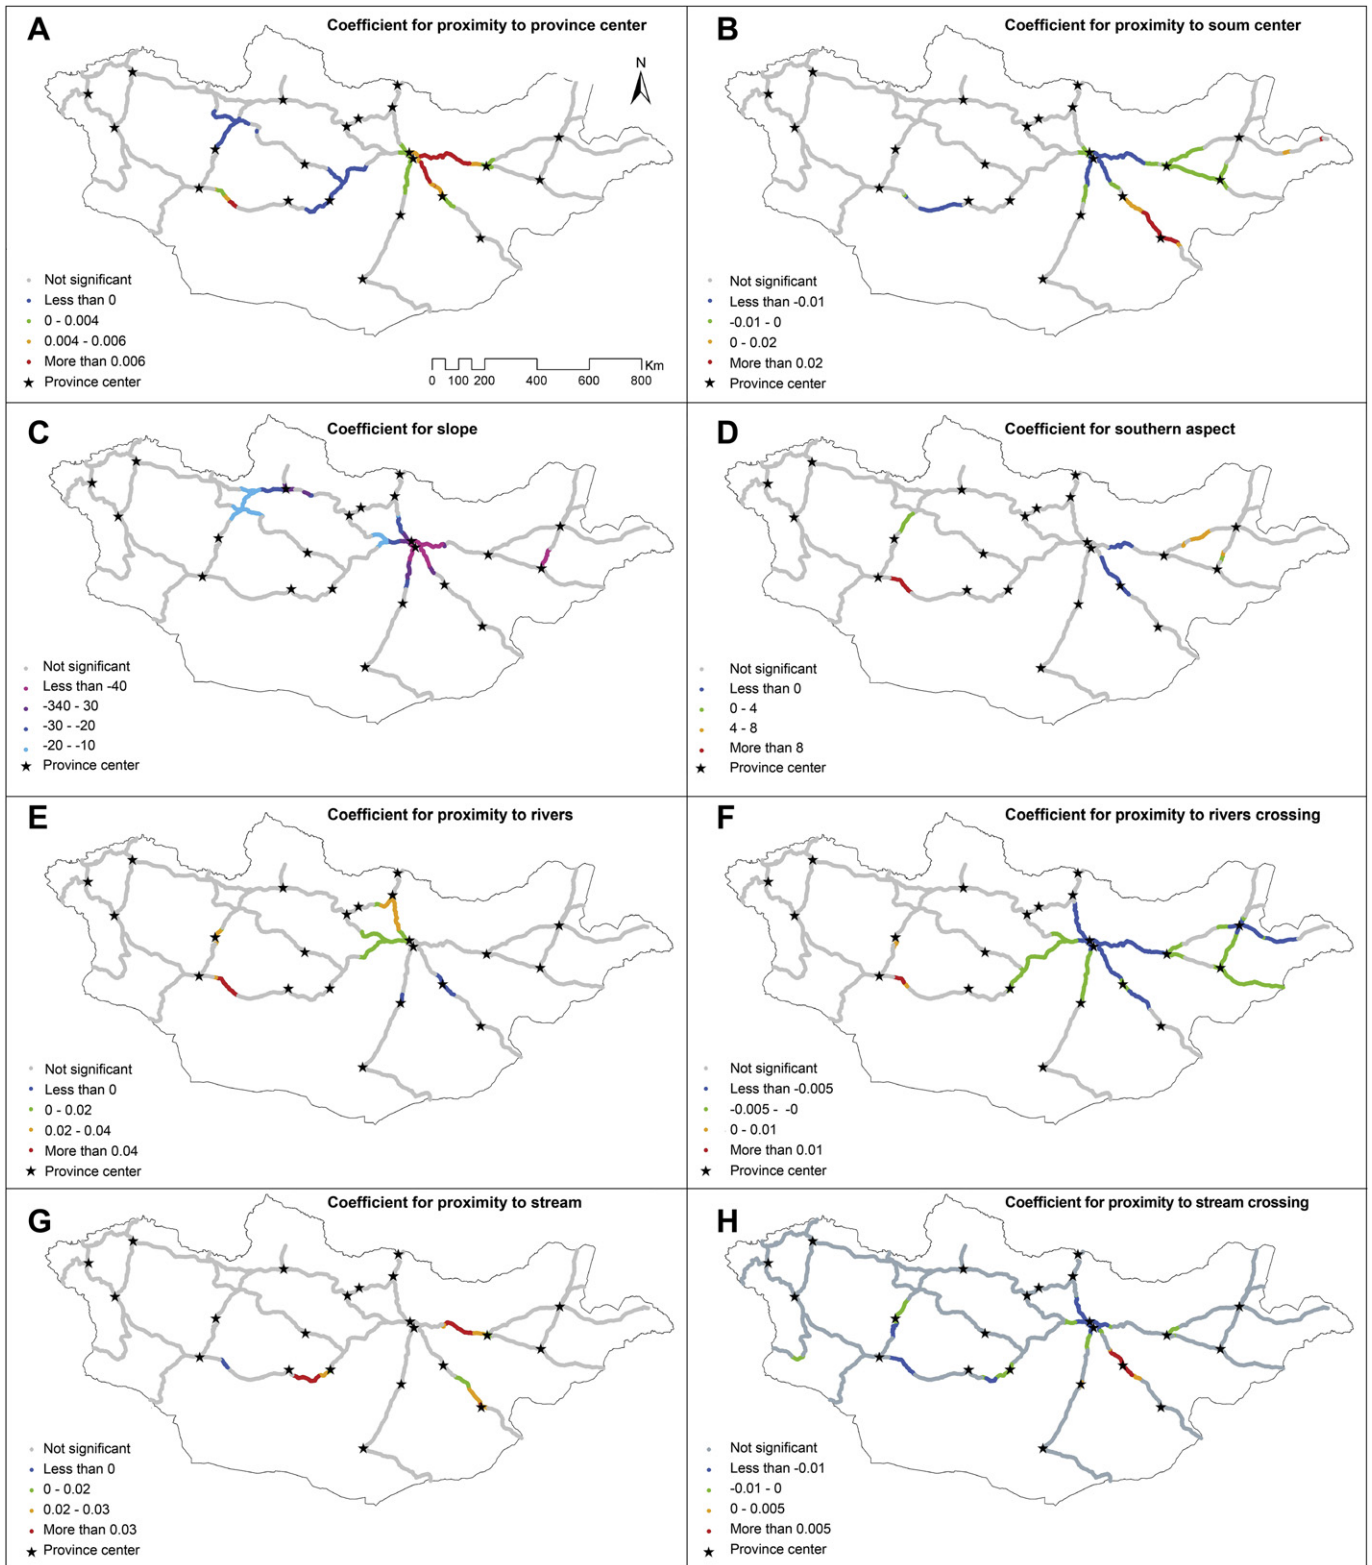 A
Coefficient for proximity to province center
N
Not significant
Less than 0
0 - 0.004
0.004 - 0.006
More than 0.006
Province center
Km
0 100 200 400 600 800
B
Coefficient for proximity to soum center
Not significant
Less than -0.01
-0.01 - 0
0 - 0.02
More than 0.02
Province center
C
Coefficient for slope
Not significant
Less than -40
-340 - 30
-30 - -20
-20 - -10
Province center
D
Coefficient for southern aspect
Not significant
Less than 0
0 - 4
4 - 8
More than 8
Province center
E
Coefficient for proximity to rivers
Not significant
Less than 0
0 - 0.02
0.02 - 0.04
More than 0.04
Province center
F
Coefficient for proximity to rivers crossing
Not significant
Less than -0.005
-0.005 - -0
0 - 0.01
More than 0.01
Province center
G
Coefficient for proximity to stream
Not significant
Less than 0
0 - 0.02
0.02 - 0.03
More than 0.03
Province center
H
Coefficient for proximity to stream crossing
Not significant
Less than -0.01
-0.01 - 0
0 - 0.005
More than 0.005
Province center